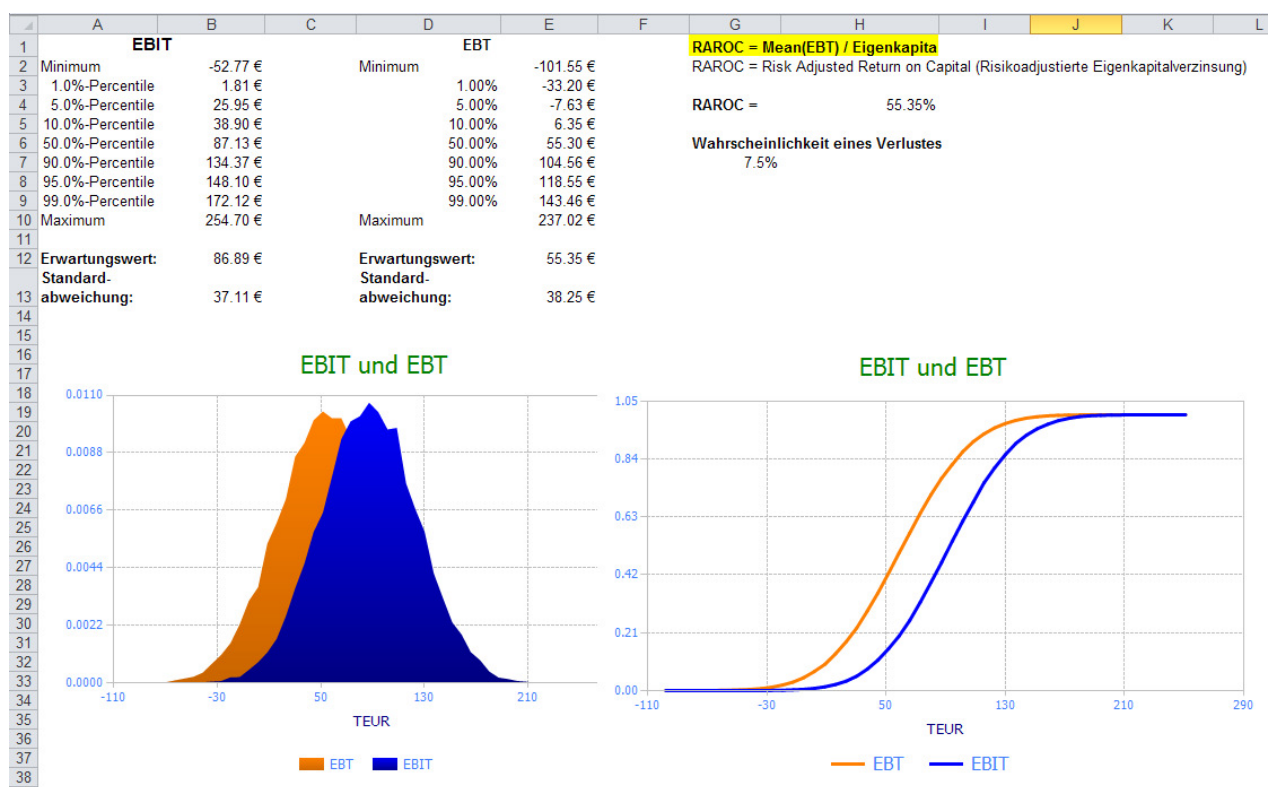 A B C D E F G H I J K L
1 EBIT EBT RAROC = Mean(EBT) / Eigenkapita
2 Minimum -52.77 € Minimum -101.55 € RAROC = Risk Adjusted Return on Capital (Risikoadjustierte Eigenkapitalverzinsung)
3 1.0%-Percentile 1.81 € 1.00% -33.20 €
4 5.0%-Percentile 25.95 € 5.00% -7.63 € RAROC = 55.35%
5 10.0%-Percentile 38.90 € 10.00% 6.35 €
6 50.0%-Percentile 87.13 € 50.00% 55.30 € Wahrscheinlichkeit eines Verlustes
7 90.0%-Percentile 134.37 € 90.00% 104.56 € 7.5%
8 95.0%-Percentile 148.10 € 95.00% 118.55 €
9 99.0%-Percentile 172.12 € 99.00% 143.46 €
10 Maximum 254.70 € Maximum 237.02 €
11
12 Erwartungswert: 86.89 € Erwartungswert: 55.35 €
Standard- Standard-
13 abweichung: 37.11 € abweichung: 38.25 €
14
15
16
17
18
19
20
21
22
23
24
25
26
27
28
29
30
31
32
33
34
35
36
37
38
EBIT und EBT
0.0110
0.0088
0.0066
0.0044
0.0022
0.0000
-110 -30 50 130 210
TEUR
EBT EBIT
EBIT und EBT
1.05
0.84
0.63
0.42
0.21
0.00
-110 -30 50 130 210 290
TEUR
EBT EBIT